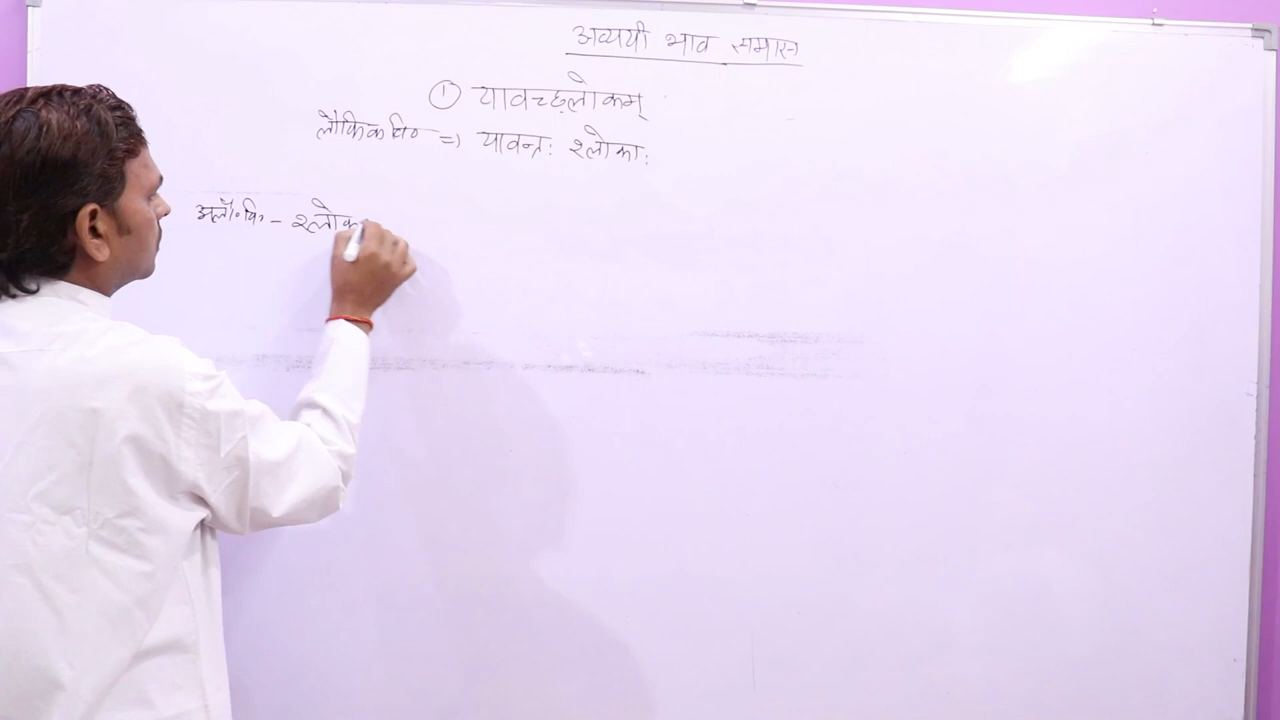 अव्ययी भाव समास
① यावच्छ्लोकम्
लौकिक वि० => यावन्तः श्लोकाः
अलौ०वि० - श्लोक